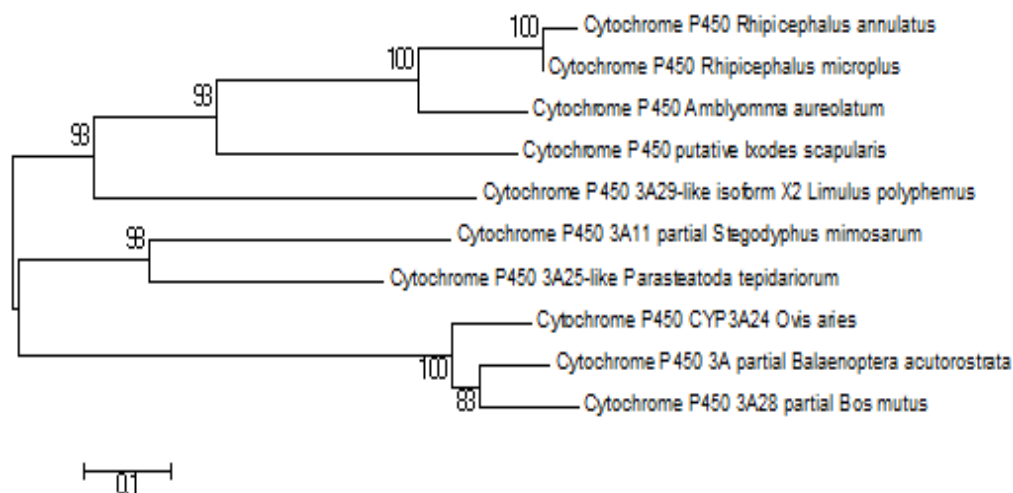 100 Cytochrome P450 Rhipicephalus annulatus
Cytochrome P450 Rhipicephalus microplus
100
Cytochrome P450 Amblyomma aureolatum
93
Cytochrome P450 putative Ixodes scapularis
93
Cytochrome P450 3A29-like isoform X2 Limulus polyphemus
98
Cytochrome P450 3A11 partial Stegodyphus mimosarum
Cytochrome P450 3A25-like Parasteatoda tepidariorum
Cytochrome P450 CYP3A24 Ovis aries
100
Cytochrome P450 3A partial Balaenoptera acutorostrata
83
Cytochrome P450 3A28 partial Bos mutus
0.1